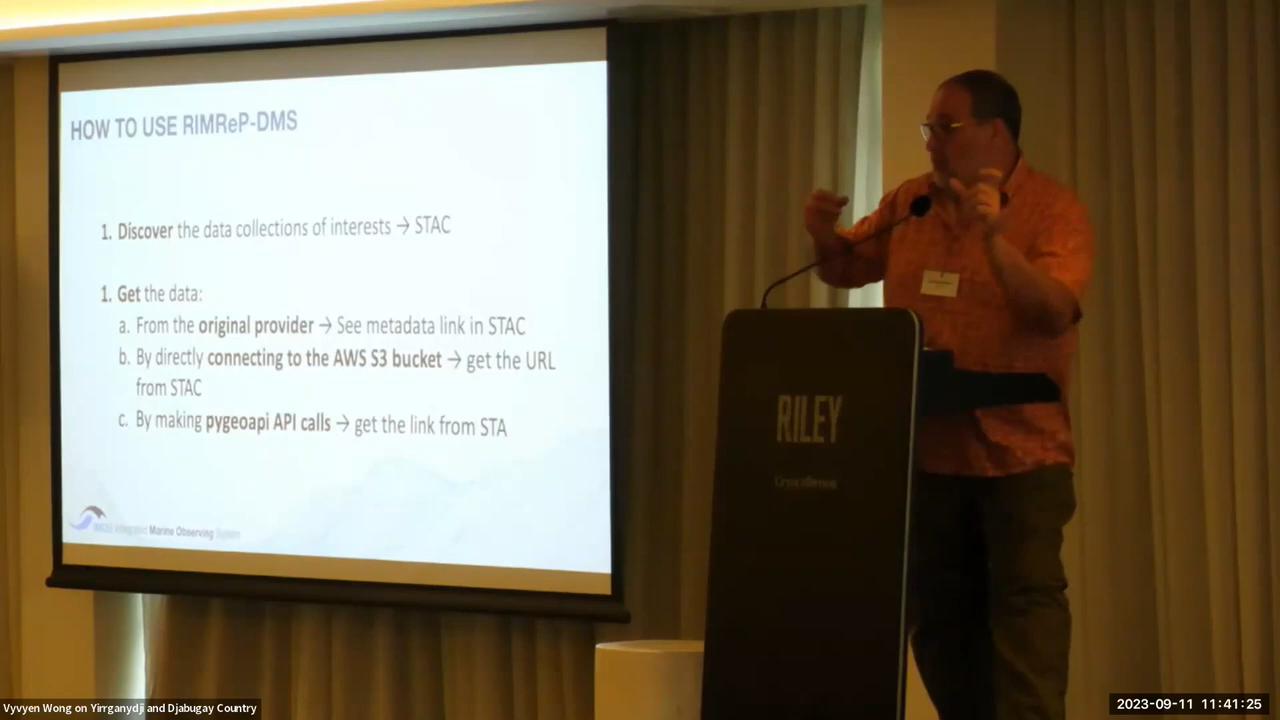 HOW TO USE RIMReP-DMS
1. Discover the data collections of interests → STAC
1. Get the data:
a. From the original provider → See metadata link in STAC
b. By directly connecting to the AWS S3 bucket → get the URL
from STAC
c. By making pygeoapi API calls → get the link from STA
Integrated Marine Observing System
RILEY
Vyvyen Wong on Yirrganydji and Djabugay Country
2023-09-11 11:41:25